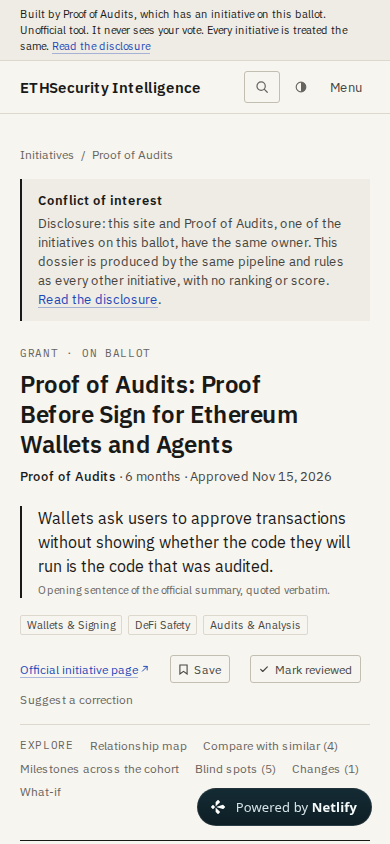 Built by Proof of Audits, which has an initiative on this ballot.
Unofficial tool. It never sees your vote. Every initiative is treated the
same. Read the disclosure
ETHSecurity Intelligence
Menu
Initiatives / Proof of Audits
Conflict of interest
Disclosure: this site and Proof of Audits, one of the
initiatives on this ballot, have the same owner. This
dossier is produced by the same pipeline and rules
as every other initiative, with no ranking or score.
Read the disclosure.
GRANT · ON BALLOT
Proof of Audits: Proof
Before Sign for Ethereum
Wallets and Agents
Proof of Audits · 6 months · Approved Nov 15, 2026
Wallets ask users to approve transactions
without showing whether the code they will
run is the code that was audited.
Opening sentence of the official summary, quoted verbatim.
Wallets & Signing DeFi Safety Audits & Analysis
Official initiative page ↗ Save Mark reviewed
Suggest a correction
EXPLORE Relationship map Compare with similar (4)
Milestones across the cohort Blind spots (5) Changes (1)
What-if
Powered by Netlify